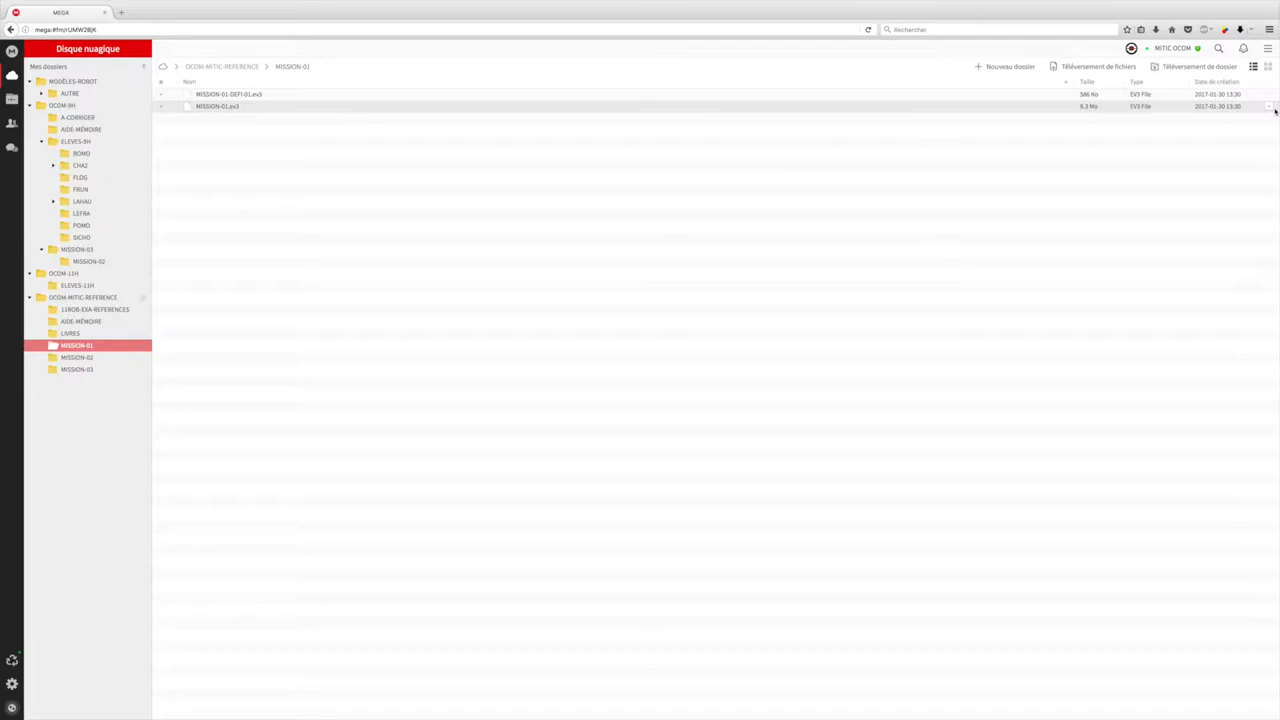 MEGA
mega:#fm/rUMW2BjK
Rechercher
Disque nuagique
MITIC OCOM
Mes dossiers
OCOM-MITIC-REFERENCE
MISSION-01
Nouveau dossier
Téléversement de fichiers
Téléversement de dossier
Nom
Taille
Type
Date de création
MISSION-01-DEFI-01.ev3
586 Ko
EV3 File
2017-01-30 13:30
MISSION-01.ev3
9.3 Mo
EV3 File
2017-01-30 13:30
MODÈLES-ROBOT
AUTRE
OCOM-9H
A-CORRIGER
AIDE-MÉMOIRE
ELEVES-9H
BOMO
CHA2
FLOG
FRUN
LAHAU
LEFRA
POMO
SICHO
MISSION-03
MISSION-02
OCOM-11H
ELEVES-11H
OCOM-MITIC-REFERENCE
11ROB-EXA-REFERENCES
AIDE-MÉMOIRE
LIVRES
MISSION-01
MISSION-02
MISSION-03